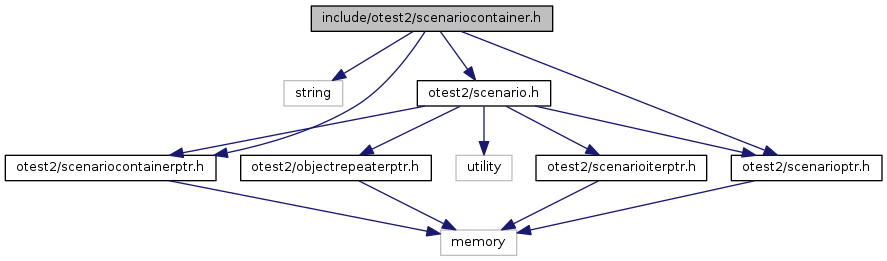 include/otest2/scenariocontainer.h
string
otest2/scenario.h
otest2/scenariocontainerptr.h
otest2/objectrepeaterptr.h
utility
otest2/scenarioiterptr.h
otest2/scenarioptr.h
memory